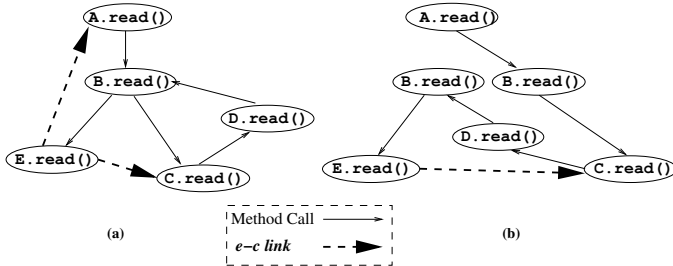 A.read()
B.read()
D.read()
E.read()
C.read()
(a)
A.read()
B.read()
B.read()
D.read()
E.read()
C.read()
(b)
Method Call
e-c link